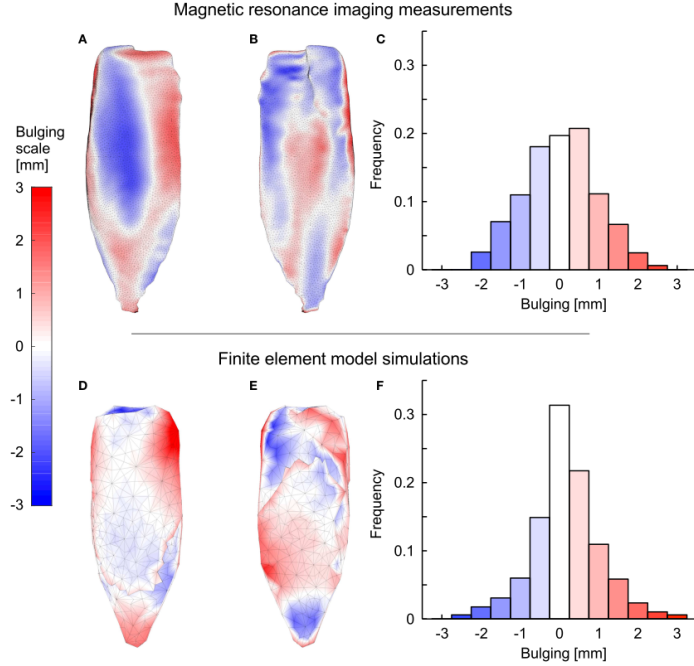 Magnetic resonance imaging measurements
A
B
C
Bulging
scale
[mm]
3
2
1
0
-1
-2
-3
Frequency
0.3
0.2
0.1
0
-3 -2 -1 0 1 2 3
Bulging [mm]
Finite element model simulations
D
E
F
Frequency
0.3
0.2
0.1
0
-3 -2 -1 0 1 2 3
Bulging [mm]